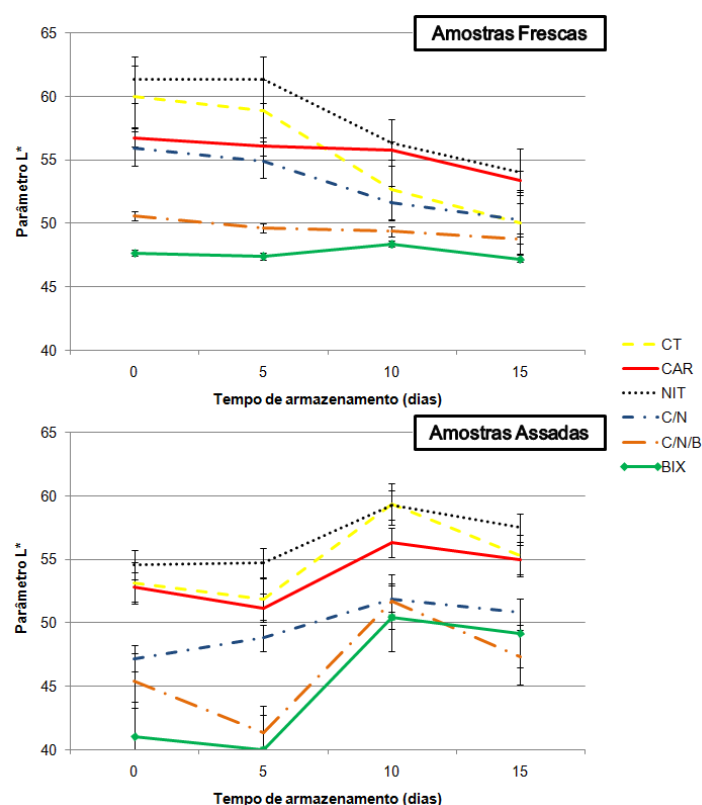 Amostras Frescas
65
60
55
50
45
40
Parâmetro L*
0 5 10 15
Tempo de armazenamento (dias)
CT
CAR
NIT
C/N
C/N/B
BIX
Amostras Assadas
65
60
55
50
45
40
Parâmetro L*
0 5 10 15
Tempo de armazenamento (dias)